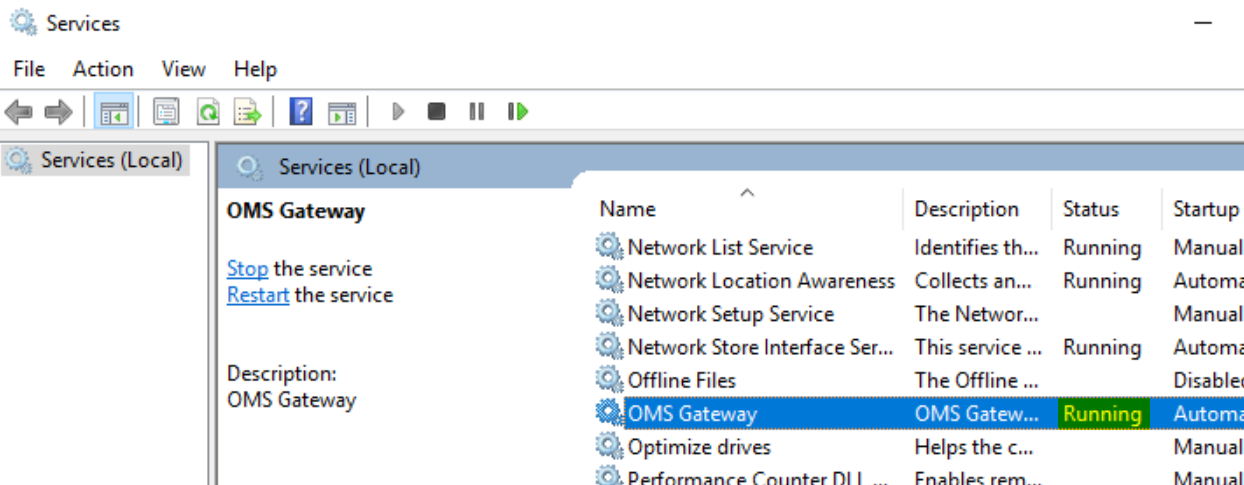 Services
File Action View Help
Services (Local)
Services (Local)
OMS Gateway
Stop the service
Restart the service
Description:
OMS Gateway
Name Description Status Startup
Network List Service Identifies th... Running Manual
Network Location Awareness Collects an... Running Automa
Network Setup Service The Networ... Manual
Network Store Interface Ser... This service ... Running Automa
Offline Files The Offline ... Disabled
OMS Gateway OMS Gatew... Running Automa
Optimize drives Helps the c... Manual
Performance Counter DLL ... Enables rem... Manual